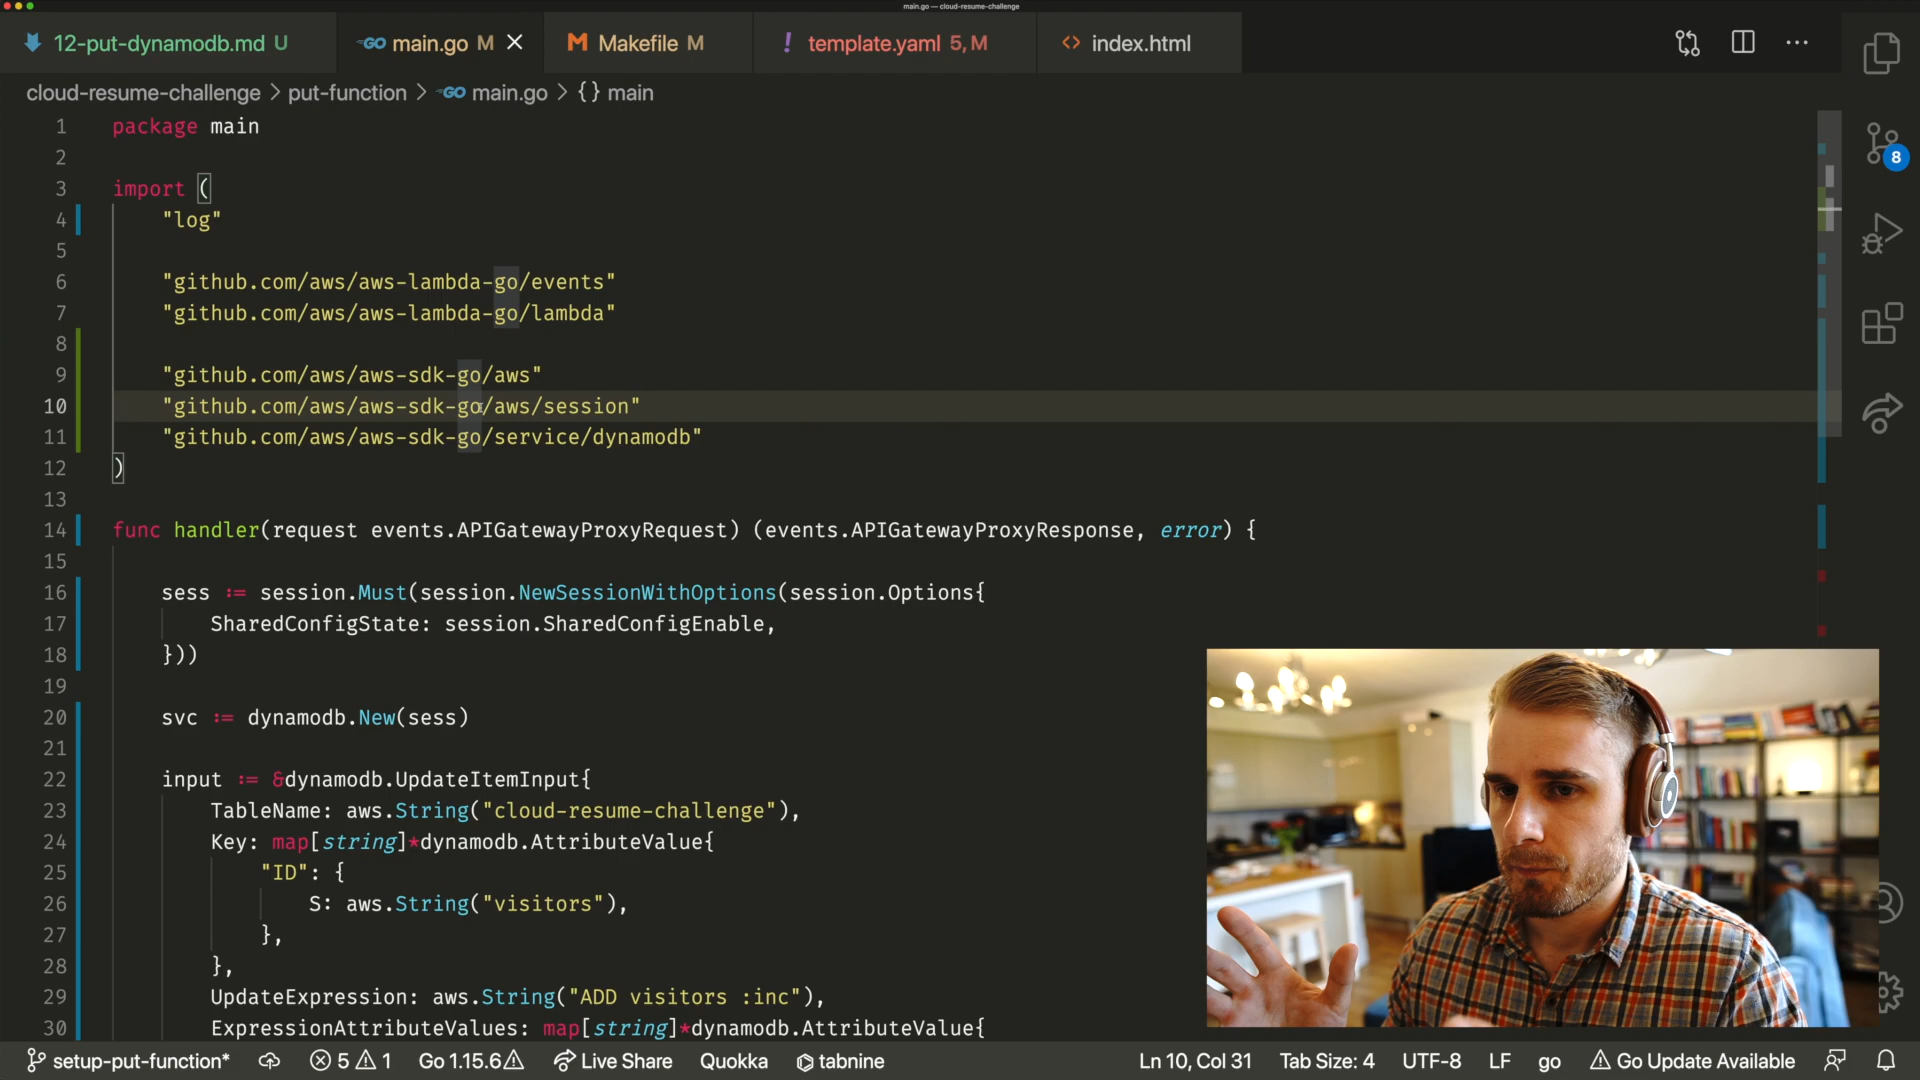 main.go — cloud-resume-challenge
12-put-dynamodb.md U
GO main.go M
M Makefile M
! template.yaml 5, M
<> index.html
cloud-resume-challenge > put-function > GO main.go > {} main
8
1 package main
2
3 import (
4 "log"
5
6 "github.com/aws/aws-lambda-go/events"
7 "github.com/aws/aws-lambda-go/lambda"
8
9 "github.com/aws/aws-sdk-go/aws"
10 "github.com/aws/aws-sdk-go/aws/session"
11 "github.com/aws/aws-sdk-go/service/dynamodb"
12 )
13
14 func handler(request events.APIGatewayProxyRequest) (events.APIGatewayProxyResponse, error) {
15
16 sess := session.Must(session.NewSessionWithOptions(session.Options{
17 SharedConfigState: session.SharedConfigEnable,
18 }))
19
20 svc := dynamodb.New(sess)
21
22 input := &dynamodb.UpdateItemInput{
23 TableName: aws.String("cloud-resume-challenge"),
24 Key: map[string]*dynamodb.AttributeValue{
25 "ID": {
26 S: aws.String("visitors"),
27 },
28 },
29 UpdateExpression: aws.String("ADD visitors :inc"),
30 ExpressionAttributeValues: map[string]*dynamodb.AttributeValue{
setup-put-function* 5 1 Go 1.15.6 Live Share Quokka tabnine Ln 10, Col 31 Tab Size: 4 UTF-8 LF go Go Update Available